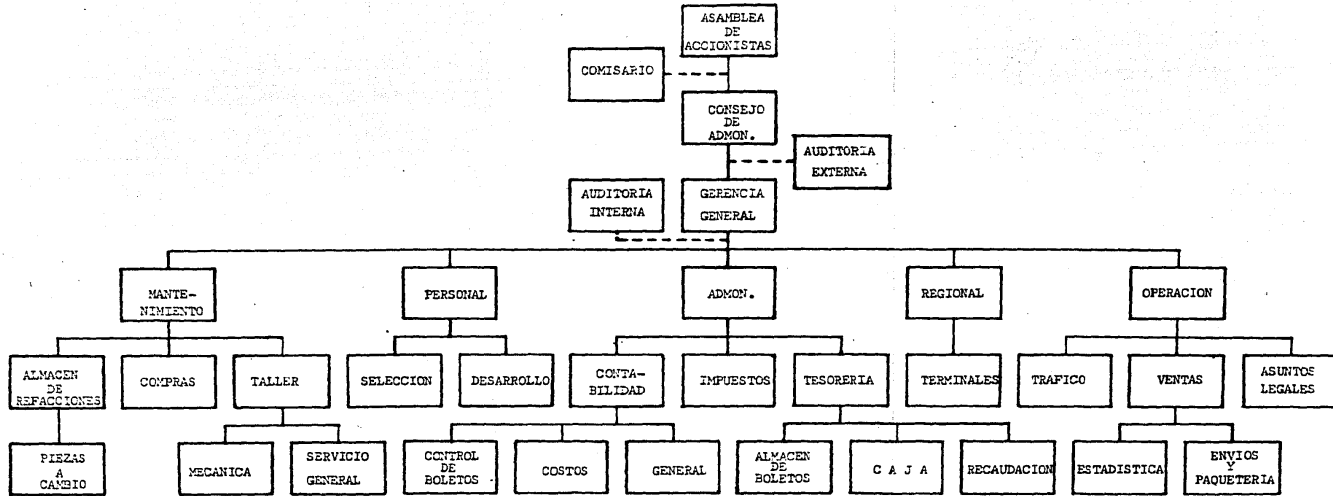 ASAMBLEA
DE
ACCIONISTAS
COMISARIO
CONSEJO
DE
ADMON.
AUDITORIA
EXTERNA
AUDITORIA
INTERNA
GERENCIA
GENERAL
MANTE-
NIMIENTO
PERSONAL
ADMON.
REGIONAL
OPERACION
ALMACEN
DE
REFACCIONES
COMPRAS
TALLER
SELECCION
DESARROLLO
CONTA-
BILIDAD
IMPUESTOS
TESORERIA
TERMINALES
TRAFICO
VENTAS
ASUNTOS
LEGALES
PIEZAS
A
CAMBIO
MECANICA
SERVICIO
GENERAL
CONTROL
DE
BOLETOS
COSTOS
GENERAL
ALMACEN
DE
BOLETOS
C A J A
RECAUDACION
ESTADISTICA
ENVIOS
Y
PAQUETERIA